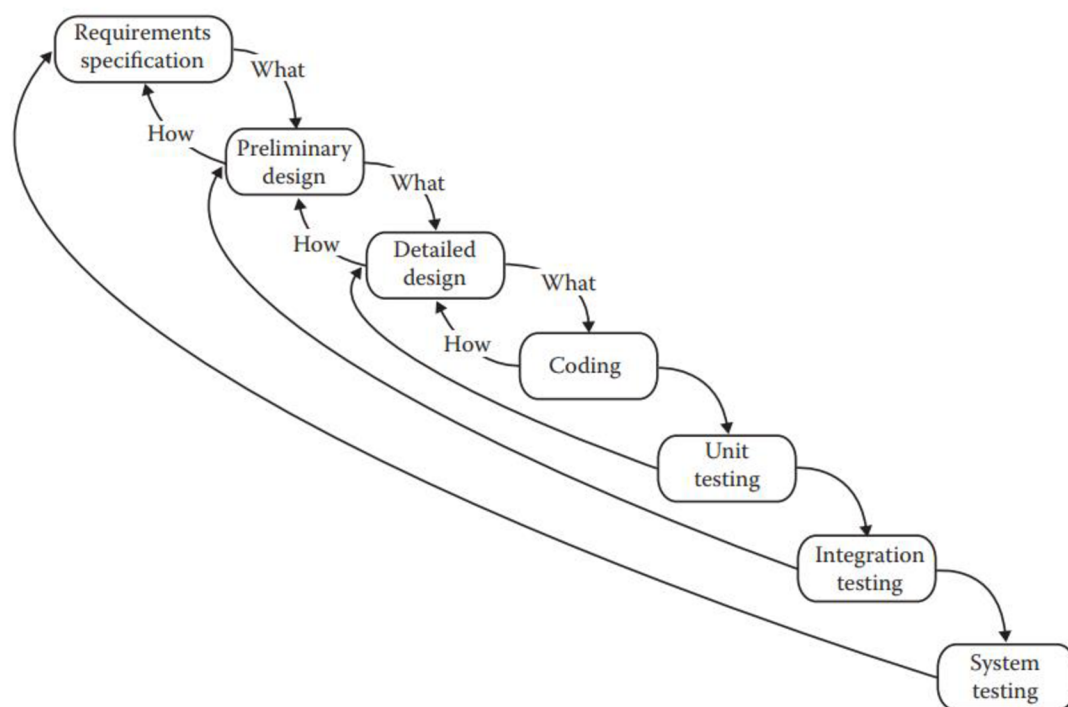 Requirements
specification
What
How
Preliminary
design
What
How
Detailed
design
What
How
Coding
Unit
testing
Integration
testing
System
testing